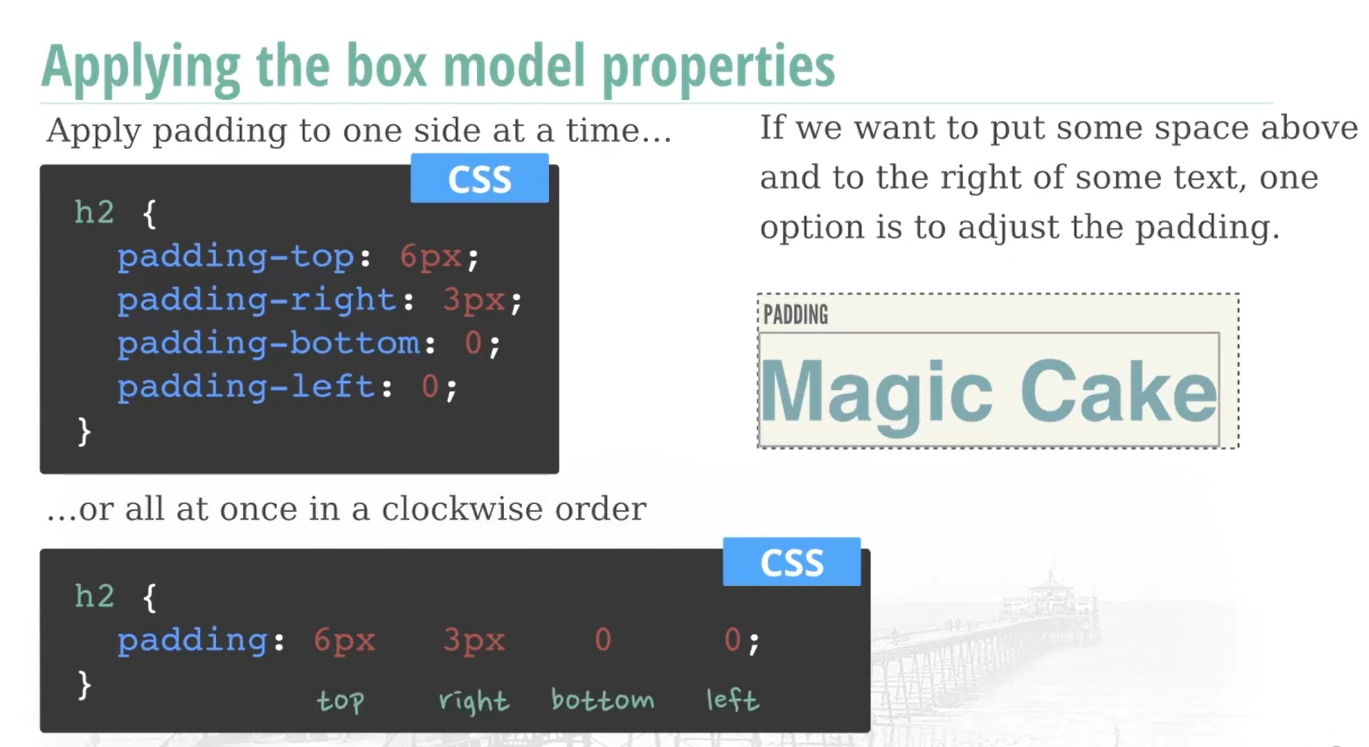 Applying the box model properties
Apply padding to one side at a time...
CSS
h2 {
padding-top: 6px;
padding-right: 3px;
padding-bottom: 0;
padding-left: 0;
}
...or all at once in a clockwise order
CSS
h2 {
padding: 6px 3px 0 0;
}
top right bottom left
If we want to put some space above
and to the right of some text, one
option is to adjust the padding.
PADDING
Magic Cake